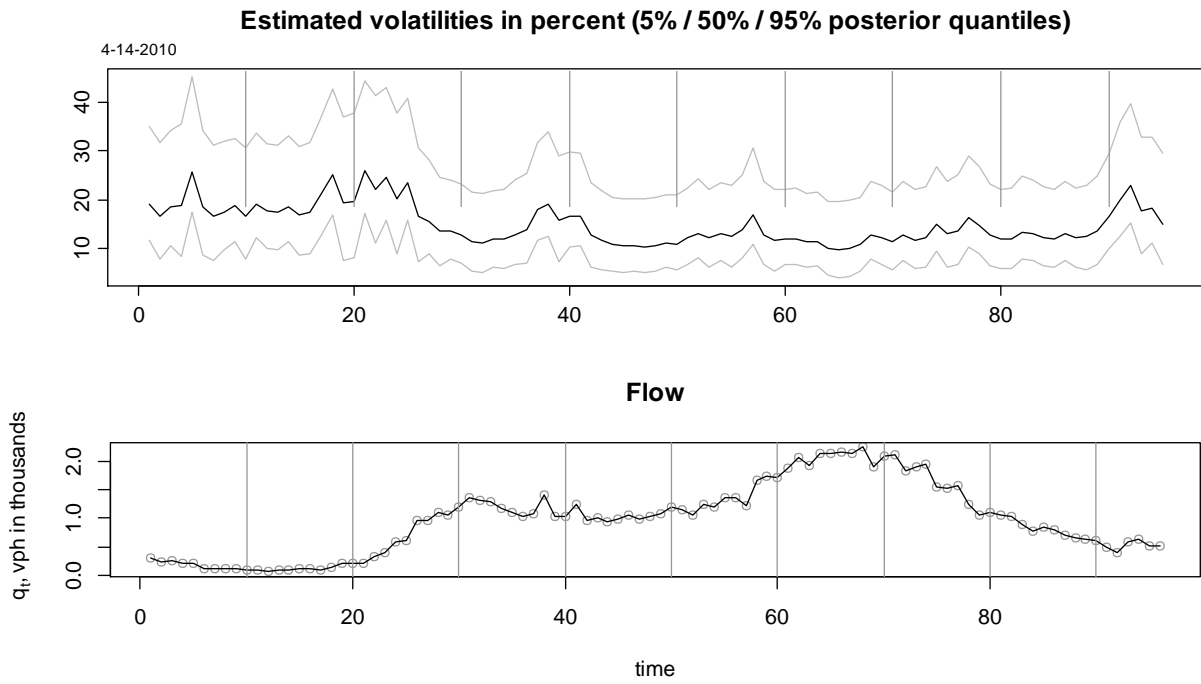 Estimated volatilities in percent (5% / 50% / 95% posterior quantiles)
4-14-2010
40
30
20
10
0 20 40 60 80
Flow
qt, vph in thousands
2.0
1.0
0.0
0 20 40 60 80
time